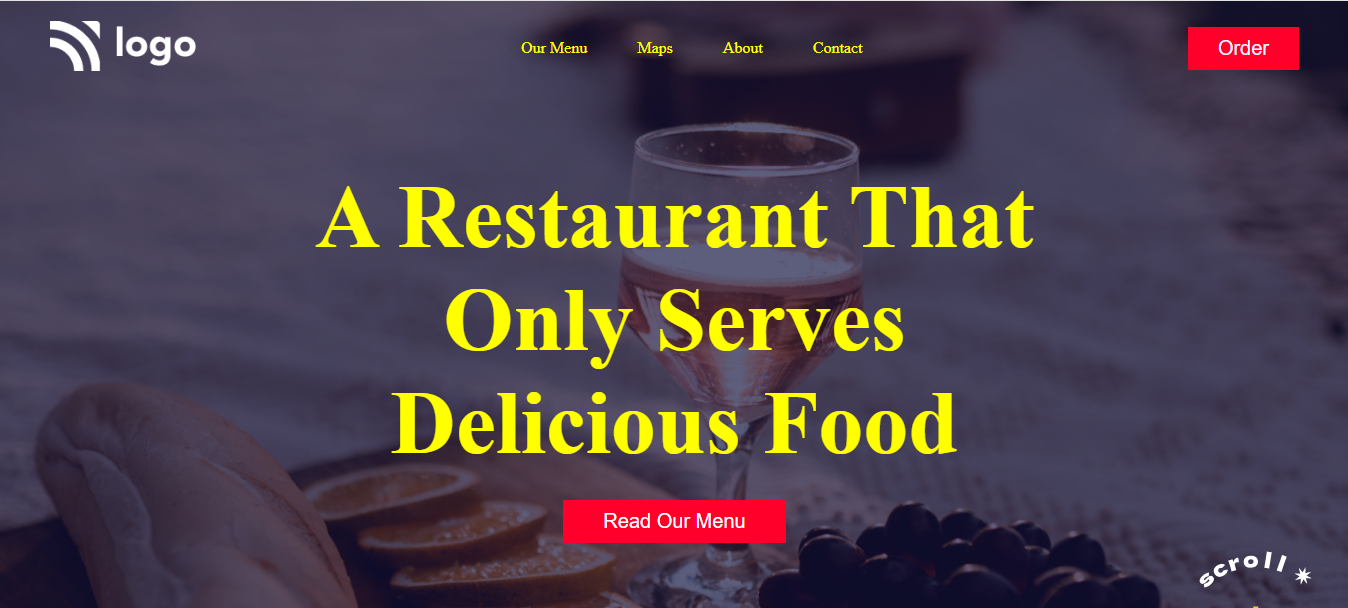 logo
Our Menu
Maps
About
Contact
Order
A Restaurant That
Only Serves
Delicious Food
Read Our Menu
scroll